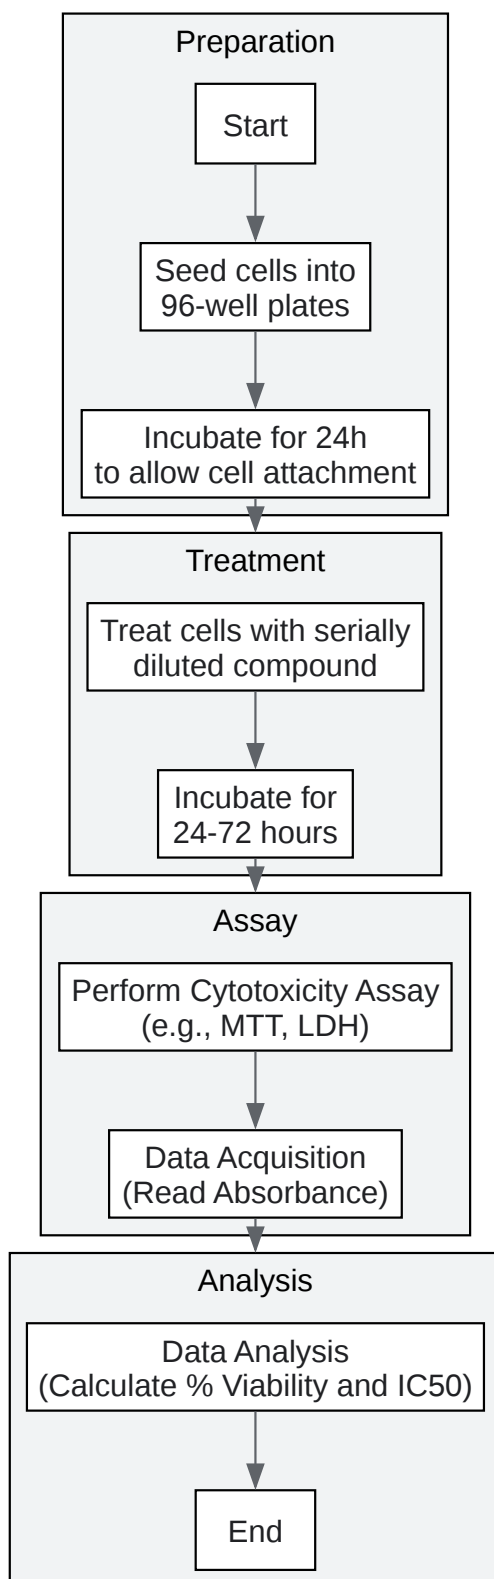 Preparation
Start
Seed cells into
96-well plates
Incubate for 24h
to allow cell attachment
Treatment
Treat cells with serially
diluted compound
Incubate for
24-72 hours
Assay
Perform Cytotoxicity Assay
(e.g., MTT, LDH)
Data Acquisition
(Read Absorbance)
Analysis
Data Analysis
(Calculate % Viability and IC50)
End